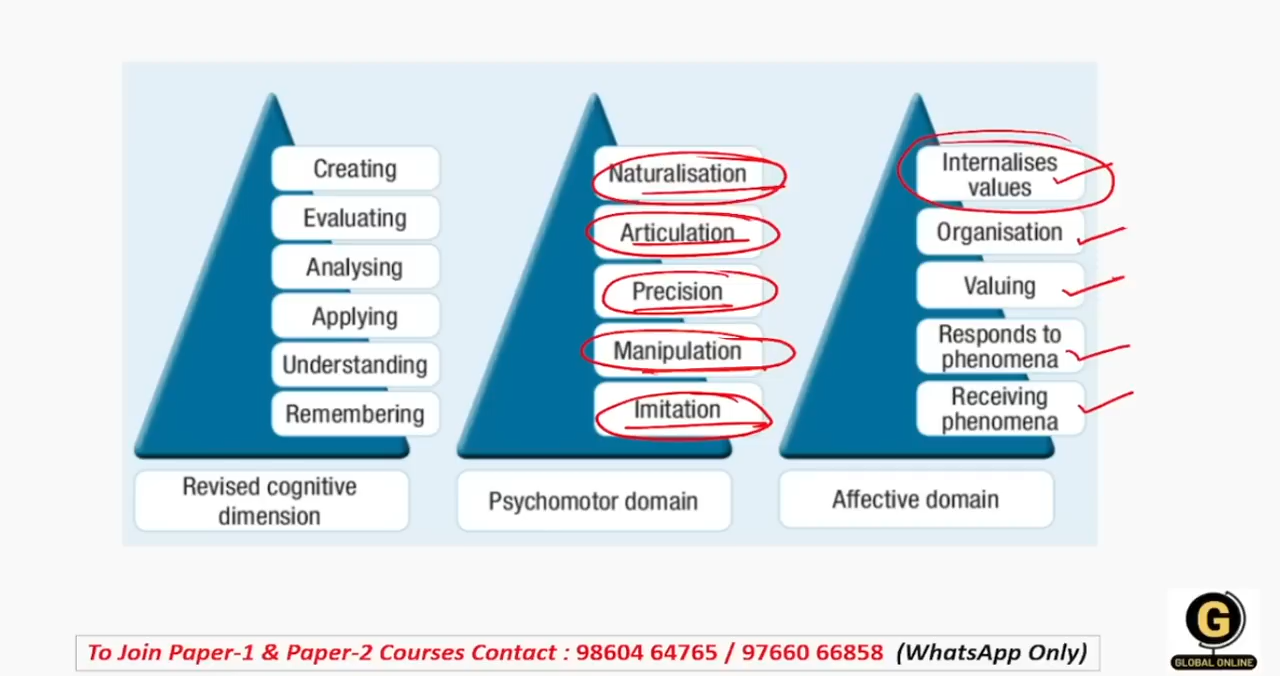 Creating
Evaluating
Analysing
Applying
Understanding
Remembering
Revised cognitive
dimension
Naturalisation
Articulation
Precision
Manipulation
Imitation
Psychomotor domain
Internalises
values
Organisation
Valuing
Responds to
phenomena
Receiving
phenomena
Affective domain
G
GLOBAL ONLINE
To Join Paper-1 & Paper-2 Courses Contact : 98604 64765 / 97660 66858 (WhatsApp Only)